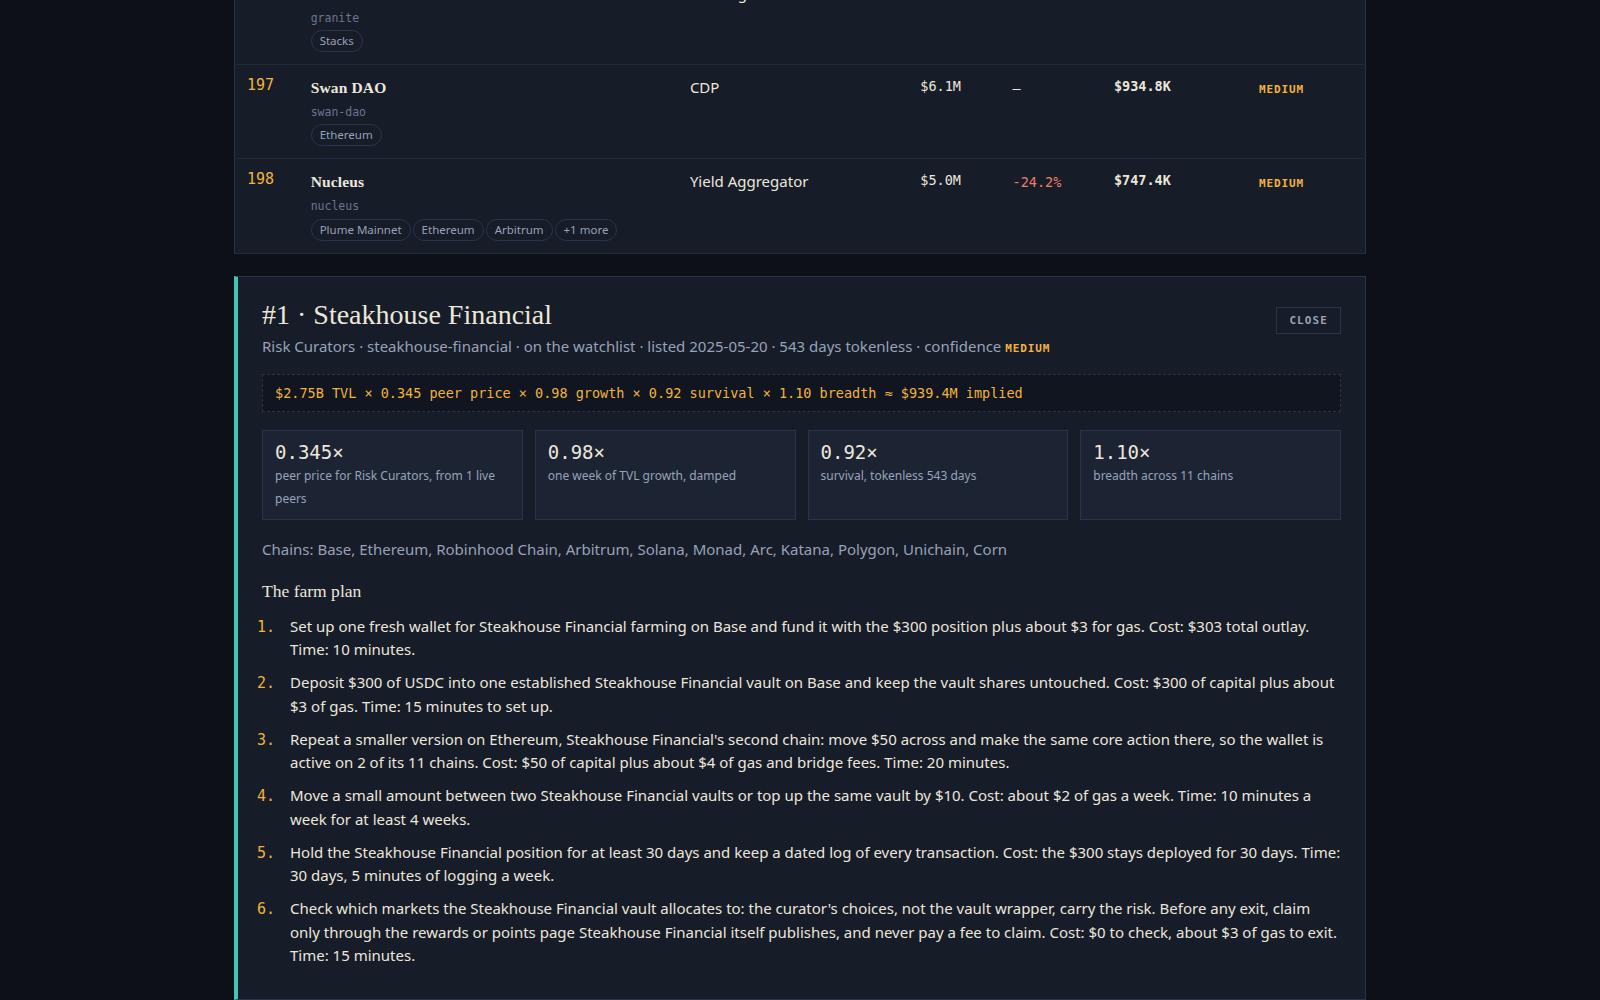 granite
Stacks
197
Swan DAO
CDP
$6.1M
—
$934.8K
MEDIUM
swan-dao
Ethereum
198
Nucleus
Yield Aggregator
$5.0M
-24.2%
$747.4K
MEDIUM
nucleus
Plume Mainnet
Ethereum
Arbitrum
+1 more
#1 · Steakhouse Financial
CLOSE
Risk Curators · steakhouse-financial · on the watchlist · listed 2025-05-20 · 543 days tokenless · confidence MEDIUM
$2.75B TVL × 0.345 peer price × 0.98 growth × 0.92 survival × 1.10 breadth ≈ $939.4M implied
0.345×
peer price for Risk Curators, from 1 live
peers
0.98×
one week of TVL growth, damped
0.92×
survival, tokenless 543 days
1.10×
breadth across 11 chains
Chains: Base, Ethereum, Robinhood Chain, Arbitrum, Solana, Monad, Arc, Katana, Polygon, Unichain, Corn
The farm plan
1. Set up one fresh wallet for Steakhouse Financial farming on Base and fund it with the $300 position plus about $3 for gas. Cost: $303 total outlay.
Time: 10 minutes.
2. Deposit $300 of USDC into one established Steakhouse Financial vault on Base and keep the vault shares untouched. Cost: $300 of capital plus about
$3 of gas. Time: 15 minutes to set up.
3. Repeat a smaller version on Ethereum, Steakhouse Financial's second chain: move $50 across and make the same core action there, so the wallet is
active on 2 of its 11 chains. Cost: $50 of capital plus about $4 of gas and bridge fees. Time: 20 minutes.
4. Move a small amount between two Steakhouse Financial vaults or top up the same vault by $10. Cost: about $2 of gas a week. Time: 10 minutes a
week for at least 4 weeks.
5. Hold the Steakhouse Financial position for at least 30 days and keep a dated log of every transaction. Cost: the $300 stays deployed for 30 days. Time:
30 days, 5 minutes of logging a week.
6. Check which markets the Steakhouse Financial vault allocates to: the curator's choices, not the vault wrapper, carry the risk. Before any exit, claim
only through the rewards or points page Steakhouse Financial itself publishes, and never pay a fee to claim. Cost: $0 to check, about $3 of gas to exit.
Time: 15 minutes.